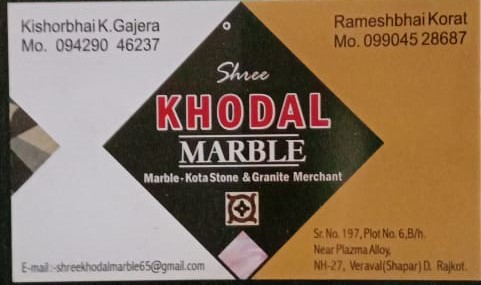 Kishorbhai K.Gajera
Mo. 094290 46237
Rameshbhai Korat
Mo. 099045 28687
Shree
KHODAL
MARBLE
Marble-Kota Stone & Granite Merchant
E-mail:-shreekhodalmarble65@gmail.com
Sr. No. 197, Plot No. 6,B/h.
Near Plazma Alloy,
NH-27, Veraval(Shapar) D. Rajkot.